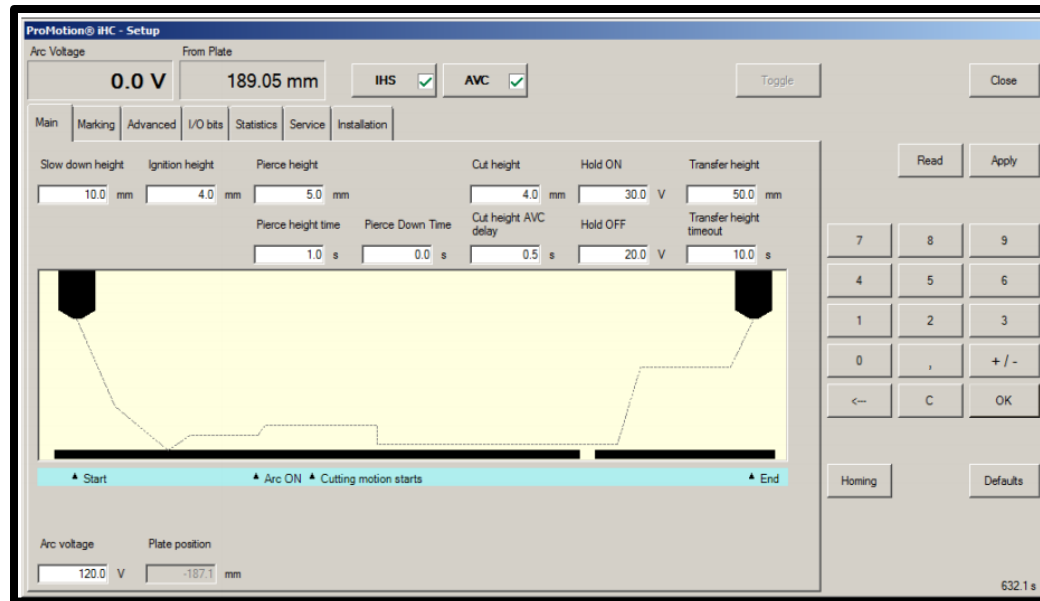 ProMotion® iHC - Setup
Arc Voltage From Plate
0.0 V 189.05 mm IHS AVC Toggle Close
Main Marking Advanced I/O bits Statistics Service Installation
Read Apply
Slow down height Ignition height Pierce height Cut height Hold ON Transfer height
10.0 mm 4.0 mm 5.0 mm 4.0 mm 30.0 V 50.0 mm
Pierce height time Pierce Down Time Cut height AVC delay Hold OFF Transfer height timeout
1.0 s 0.0 s 0.5 s 20.0 V 10.0 s
7 8 9
4 5 6
1 2 3
0 , + / -
<--- C OK
Start Arc ON Cutting motion starts End
Homing Defaults
Arc voltage Plate position
120.0 V -187.1 mm
632.1 s